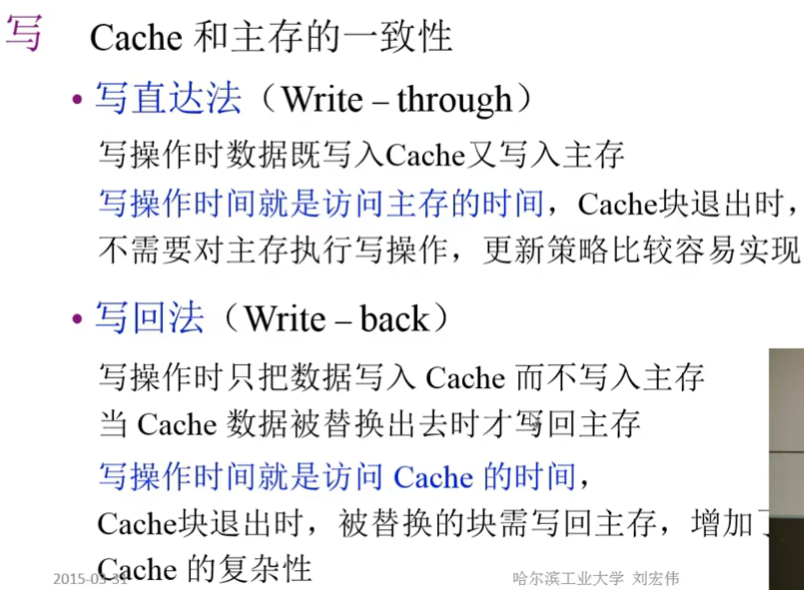 写 Cache 和主存的一致性
• 写直达法（Write – through）
写操作时数据既写入Cache又写入主存
写操作时间就是访问主存的时间，Cache块退出时，
不需要对主存执行写操作，更新策略比较容易实现
• 写回法（Write – back）
写操作时只把数据写入 Cache 而不写入主存
当 Cache 数据被替换出去时才写回主存
写操作时间就是访问 Cache 的时间，
Cache块退出时，被替换的块需写回主存，增加了
Cache 的复杂性
2015-03-31 哈尔滨工业大学 刘宏伟